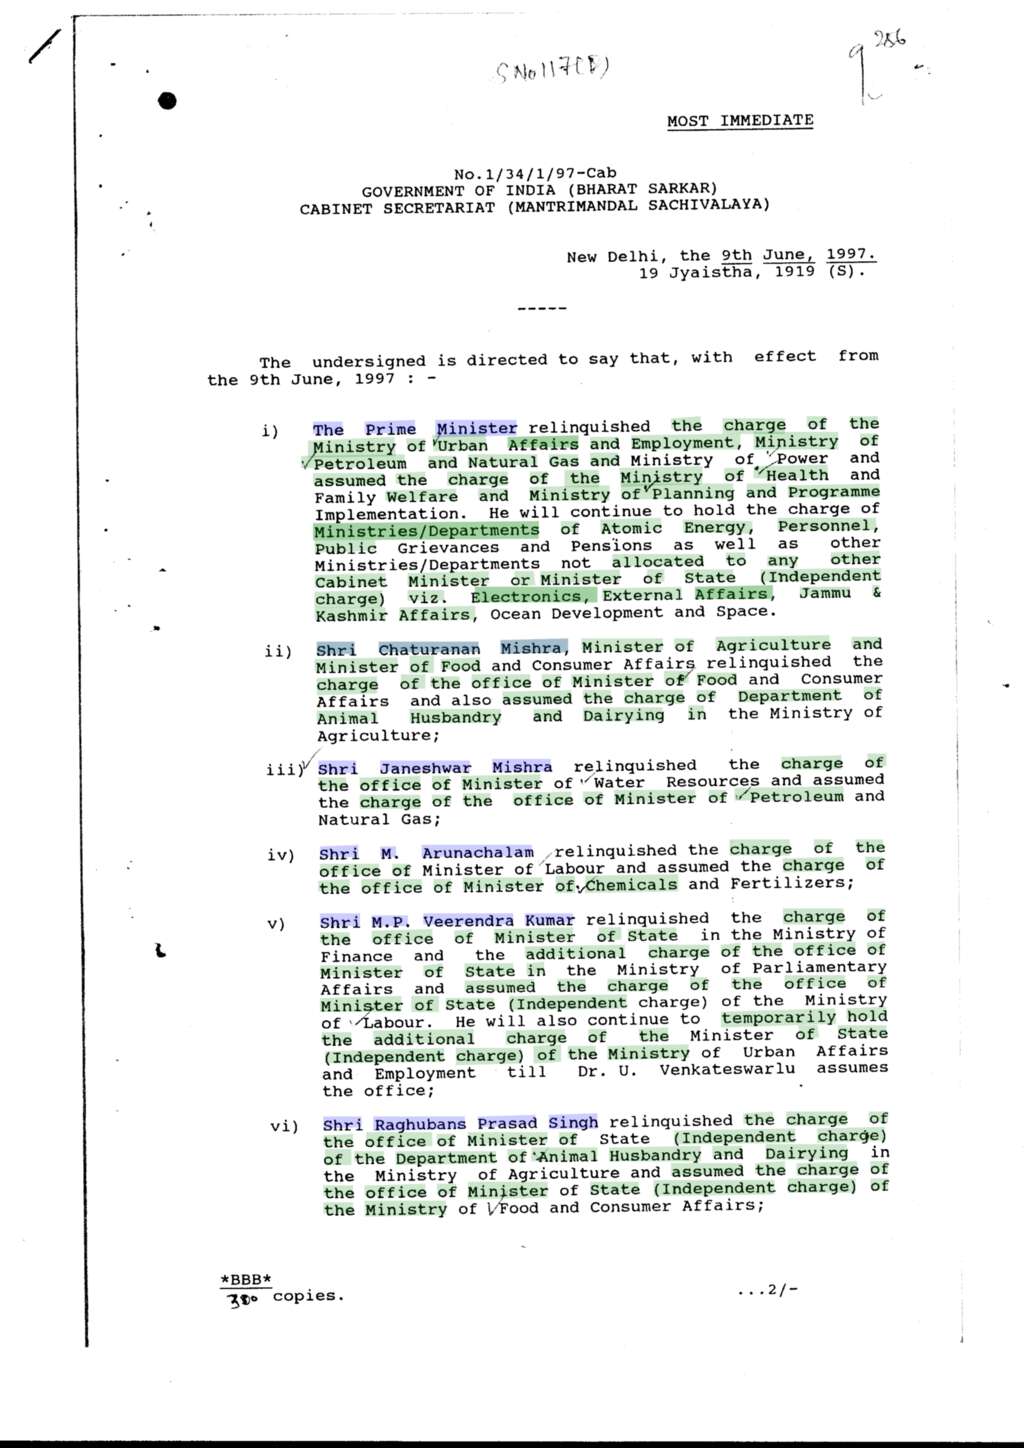 S No 117(E)
286
MOST IMMEDIATE
No.1/34/1/97-Cab
GOVERNMENT OF INDIA (BHARAT SARKAR)
CABINET SECRETARIAT (MANTRIMANDAL SACHIVALAYA)
New Delhi, the 9th June, 1997.
19 Jyaistha, 1919 (S).
-----
The undersigned is directed to say that, with effect from
the 9th June, 1997 : -
i) The Prime Minister relinquished the charge of the
Ministry of Urban Affairs and Employment, Ministry of
Petroleum and Natural Gas and Ministry of Power and
assumed the charge of the Ministry of Health and
Family Welfare and Ministry of Planning and Programme
Implementation. He will continue to hold the charge of
Ministries/Departments of Atomic Energy, Personnel,
Public Grievances and Pensions as well as other
Ministries/Departments not allocated to any other
Cabinet Minister or Minister of State (Independent
charge) viz. Electronics, External Affairs, Jammu &
Kashmir Affairs, Ocean Development and Space.
ii) Shri Chaturanan Mishra, Minister of Agriculture and
Minister of Food and Consumer Affairs relinquished the
charge of the office of Minister of Food and Consumer
Affairs and also assumed the charge of Department of
Animal Husbandry and Dairying in the Ministry of
Agriculture;
iii) Shri Janeshwar Mishra relinquished the charge of
the office of Minister of Water Resources and assumed
the charge of the office of Minister of Petroleum and
Natural Gas;
iv) Shri M. Arunachalam relinquished the charge of the
office of Minister of Labour and assumed the charge of
the office of Minister of Chemicals and Fertilizers;
v) Shri M.P. Veerendra Kumar relinquished the charge of
the office of Minister of State in the Ministry of
Finance and the additional charge of the office of
Minister of State in the Ministry of Parliamentary
Affairs and assumed the charge of the office of
Minister of State (Independent charge) of the Ministry
of Labour. He will also continue to temporarily hold
the additional charge of the Minister of State
(Independent charge) of the Ministry of Urban Affairs
and Employment till Dr. U. Venkateswarlu assumes
the office;
vi) Shri Raghubans Prasad Singh relinquished the charge of
the office of Minister of State (Independent charge)
of the Department of Animal Husbandry and Dairying in
the Ministry of Agriculture and assumed the charge of
the office of Minister of State (Independent charge) of
the Ministry of Food and Consumer Affairs;
*BBB*
copies.
...2/-